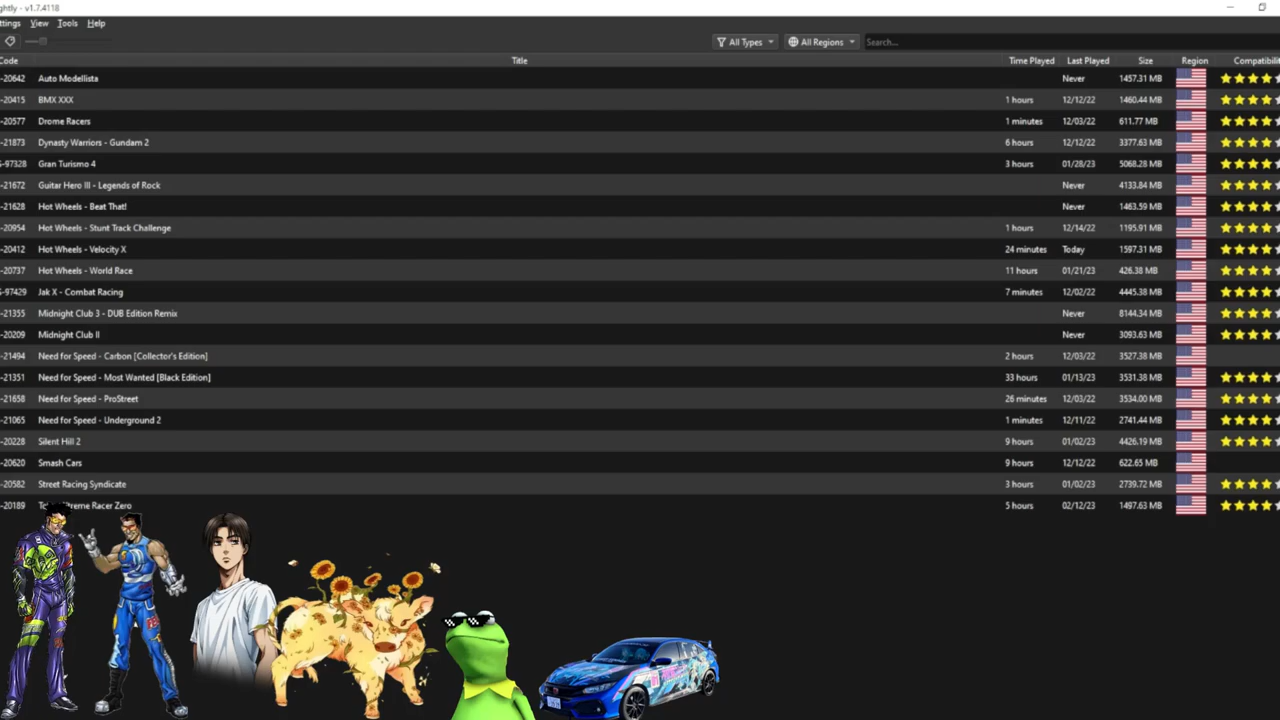 ghtly - v1.7.4118
ttings View Tools Help
All Types All Regions Search...
Code Title Time Played Last Played Size Region Compatibili
-20642 Auto Modellista Never 1457.31 MB
-20415 BMX XXX 1 hours 12/12/22 1460.44 MB
-20577 Drome Racers 1 minutes 12/03/22 611.77 MB
-21873 Dynasty Warriors - Gundam 2 6 hours 12/12/22 3377.63 MB
-97328 Gran Turismo 4 3 hours 01/28/23 5068.28 MB
-21672 Guitar Hero III - Legends of Rock Never 4133.84 MB
-21628 Hot Wheels - Beat That! Never 1463.59 MB
-20954 Hot Wheels - Stunt Track Challenge 1 hours 12/14/22 1195.91 MB
-20412 Hot Wheels - Velocity X 24 minutes Today 1597.31 MB
-20737 Hot Wheels - World Race 11 hours 01/21/23 426.38 MB
-97429 Jak X - Combat Racing 7 minutes 12/02/22 4445.38 MB
-21355 Midnight Club 3 - DUB Edition Remix Never 8144.34 MB
-20209 Midnight Club II Never 3093.63 MB
-21494 Need for Speed - Carbon [Collector's Edition] 2 hours 12/03/22 3527.38 MB
-21351 Need for Speed - Most Wanted [Black Edition] 33 hours 01/13/23 3531.38 MB
-21658 Need for Speed - ProStreet 26 minutes 12/03/22 3534.00 MB
-21065 Need for Speed - Underground 2 1 minutes 12/11/22 2741.44 MB
-20228 Silent Hill 2 9 hours 01/02/23 4426.19 MB
-20620 Smash Cars 9 hours 12/12/22 622.65 MB
-20582 Street Racing Syndicate 3 hours 01/02/23 2739.72 MB
-20189 Racer Zero 5 hours 02/12/23 1497.63 MB